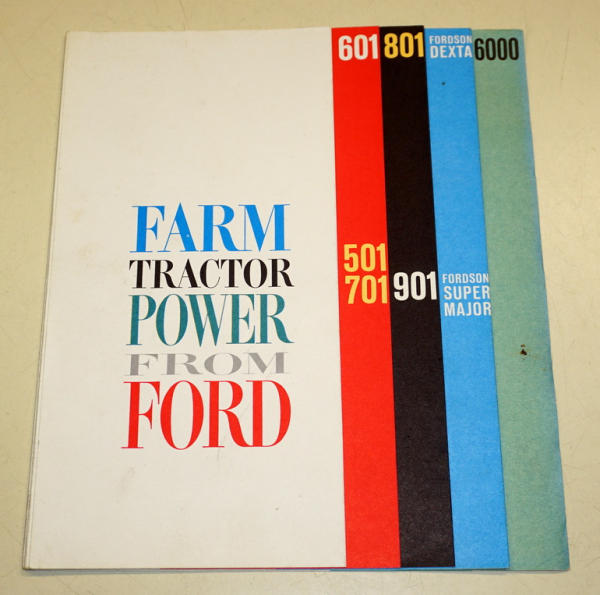 FARM
TRACTOR
POWER
FROM
FORD
601
501
701
801
901
FORDSON
DEXTA
FORDSON
SUPER
MAJOR
6000